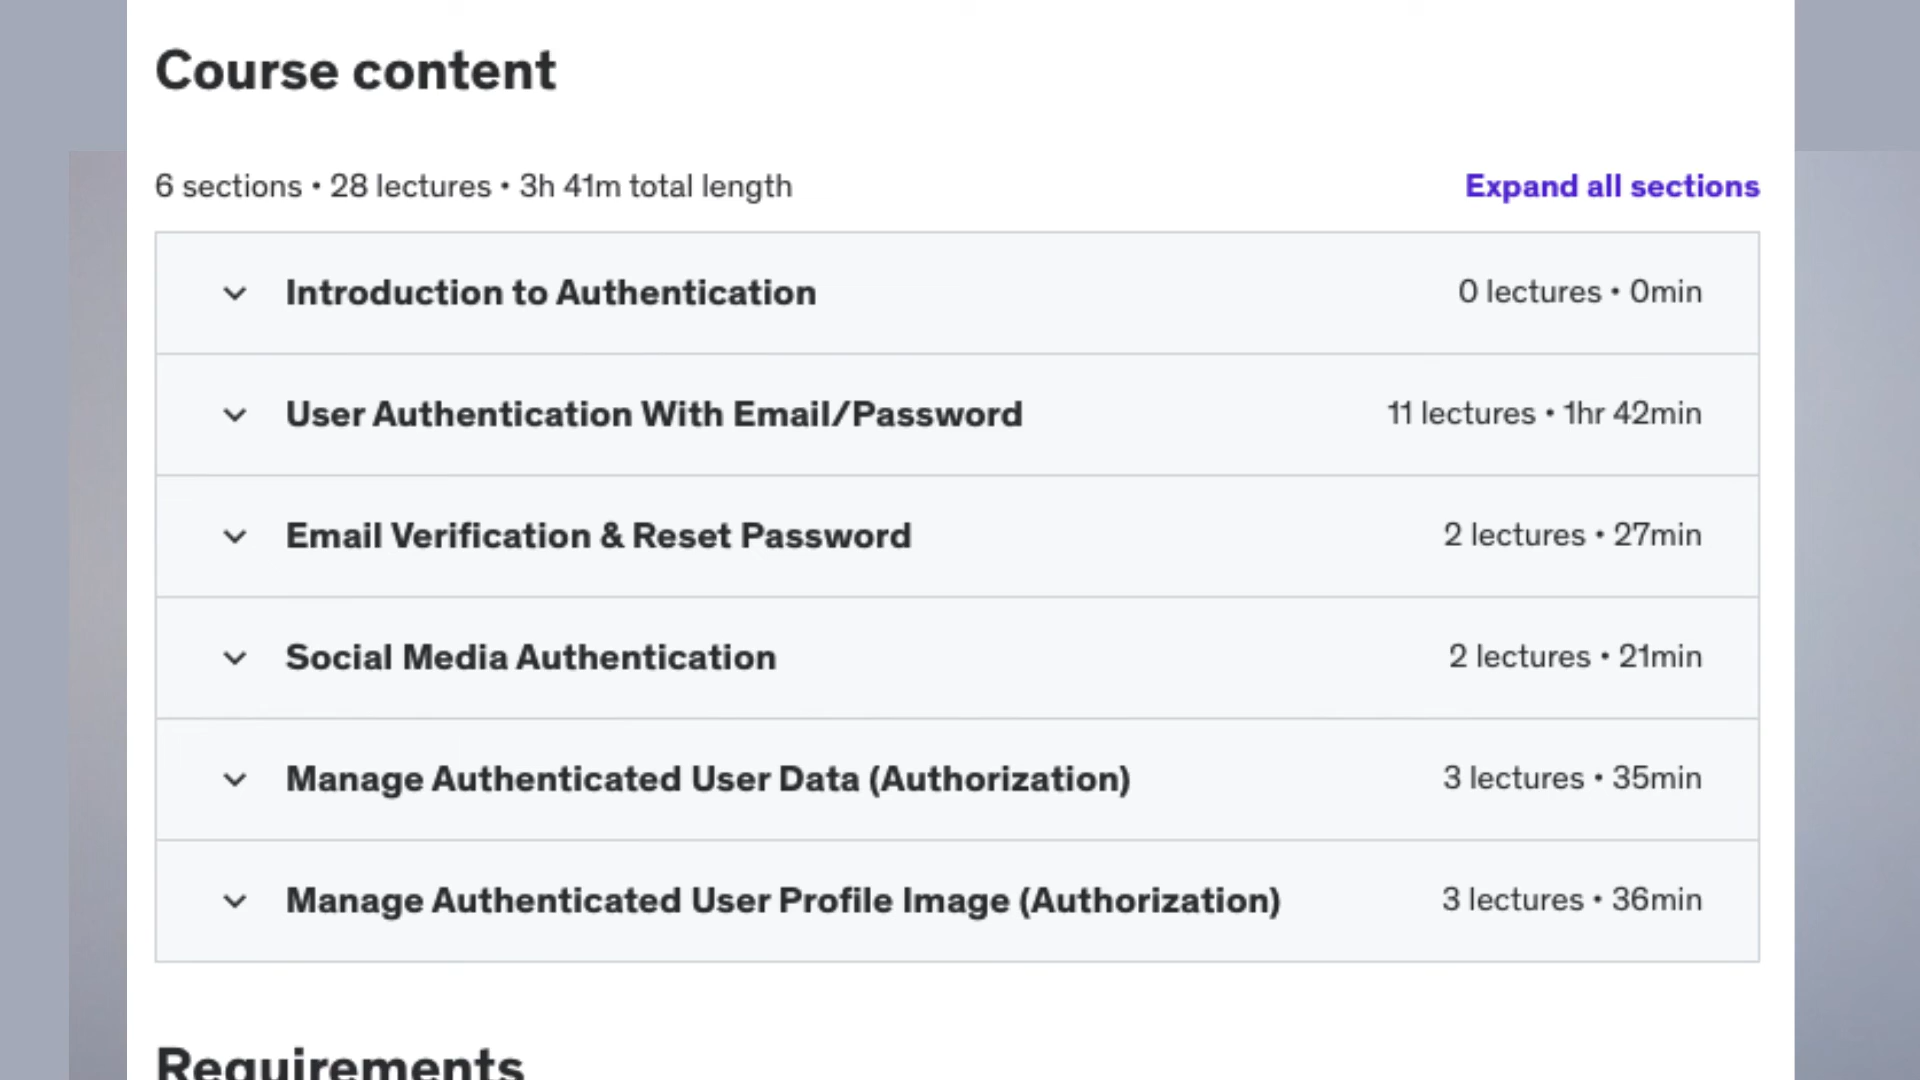 Course content
6 sections • 28 lectures • 3h 41m total length
Expand all sections
Introduction to Authentication
0 lectures • 0min
User Authentication With Email/Password
11 lectures • 1hr 42min
Email Verification & Reset Password
2 lectures • 27min
Social Media Authentication
2 lectures • 21min
Manage Authenticated User Data (Authorization)
3 lectures • 35min
Manage Authenticated User Profile Image (Authorization)
3 lectures • 36min
Requirements